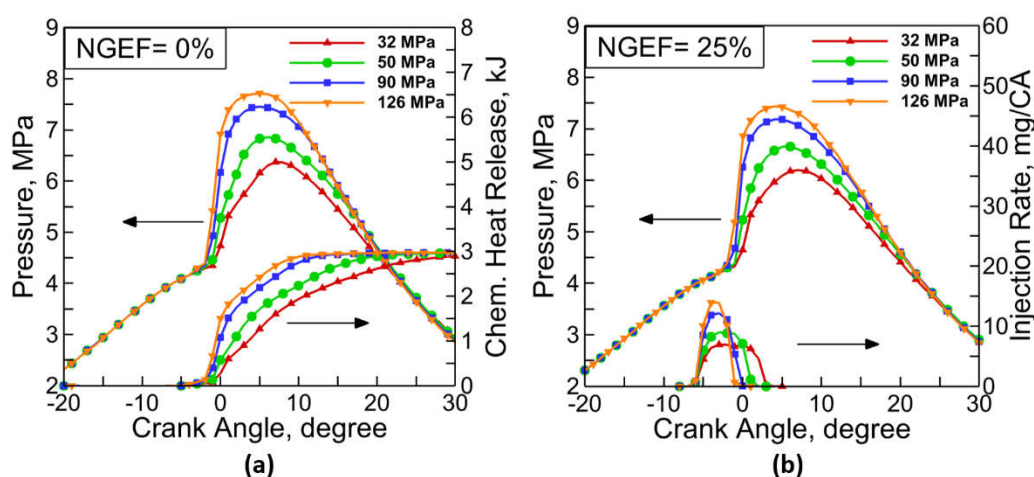 NGEF= 0%
32 MPa
50 MPa
90 MPa
126 MPa
Pressure, MPa
9
8
7
6
5
4
3
2
Chem. Heat Release, kJ
8
7
6
5
4
3
2
1
0
-20
-10
0
10
20
30
Crank Angle, degree
(a)
NGEF= 25%
32 MPa
50 MPa
90 MPa
126 MPa
Pressure, MPa
9
8
7
6
5
4
3
2
Injection Rate, mg/CA
60
50
40
30
20
10
0
-20
-10
0
10
20
30
Crank Angle, degree
(b)